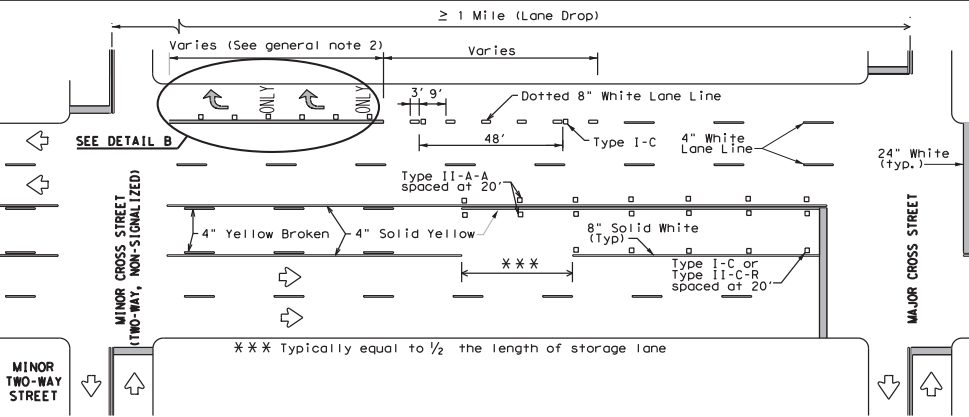 ≥ 1 Mile (Lane Drop)
Varies (See general note 2)
Varies
ONLY
ONLY
3' 9'
Dotted 8" White Lane Line
SEE DETAIL B
48'
Type I-C
4" White
Lane Line
24" White
(typ.)
Type II-A-A
spaced at 20'
4" Yellow Broken
4" Solid Yellow
8" Solid White
(Typ)
***
Type I-C or
Type II-C-R
spaced at 20'
MINOR CROSS STREET
(TWO-WAY, NON-SIGNALIZED)
MAJOR CROSS STREET
*** Typically equal to ½ the length of storage lane
MINOR
TWO-WAY
STREET